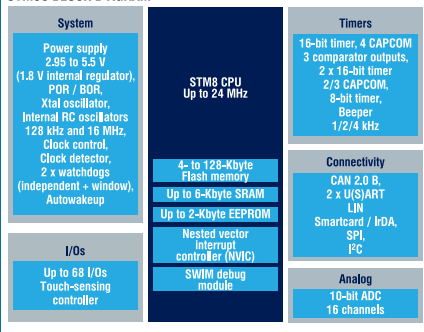 System
Power supply
2.95 to 5.5 V
(1.8 V internal regulator),
POR / BOR,
Xtal oscillator,
Internal RC oscillators
128 kHz and 16 MHz,
Clock control,
Clock detector,
2 x watchdogs
(independent + window),
Autowakeup
I/Os
Up to 68 I/Os
Touch-sensing
controller
STM8 CPU
Up to 24 MHz
4- to 128-Kbyte
Flash memory
Up to 6-Kbyte SRAM
Up to 2-Kbyte EEPROM
Nested vector
interrupt
controller (NVIC)
SWIM debug
module
Timers
16-bit timer, 4 CAPCOM
3 comparator outputs,
2 x 16-bit timer
2/3 CAPCOM,
8-bit timer,
Beeper
1/2/4 kHz
Connectivity
CAN 2.0 B,
2 x U(S)ART
LIN
Smartcard / IrDA,
SPI,
I²C
Analog
10-bit ADC
16 channels